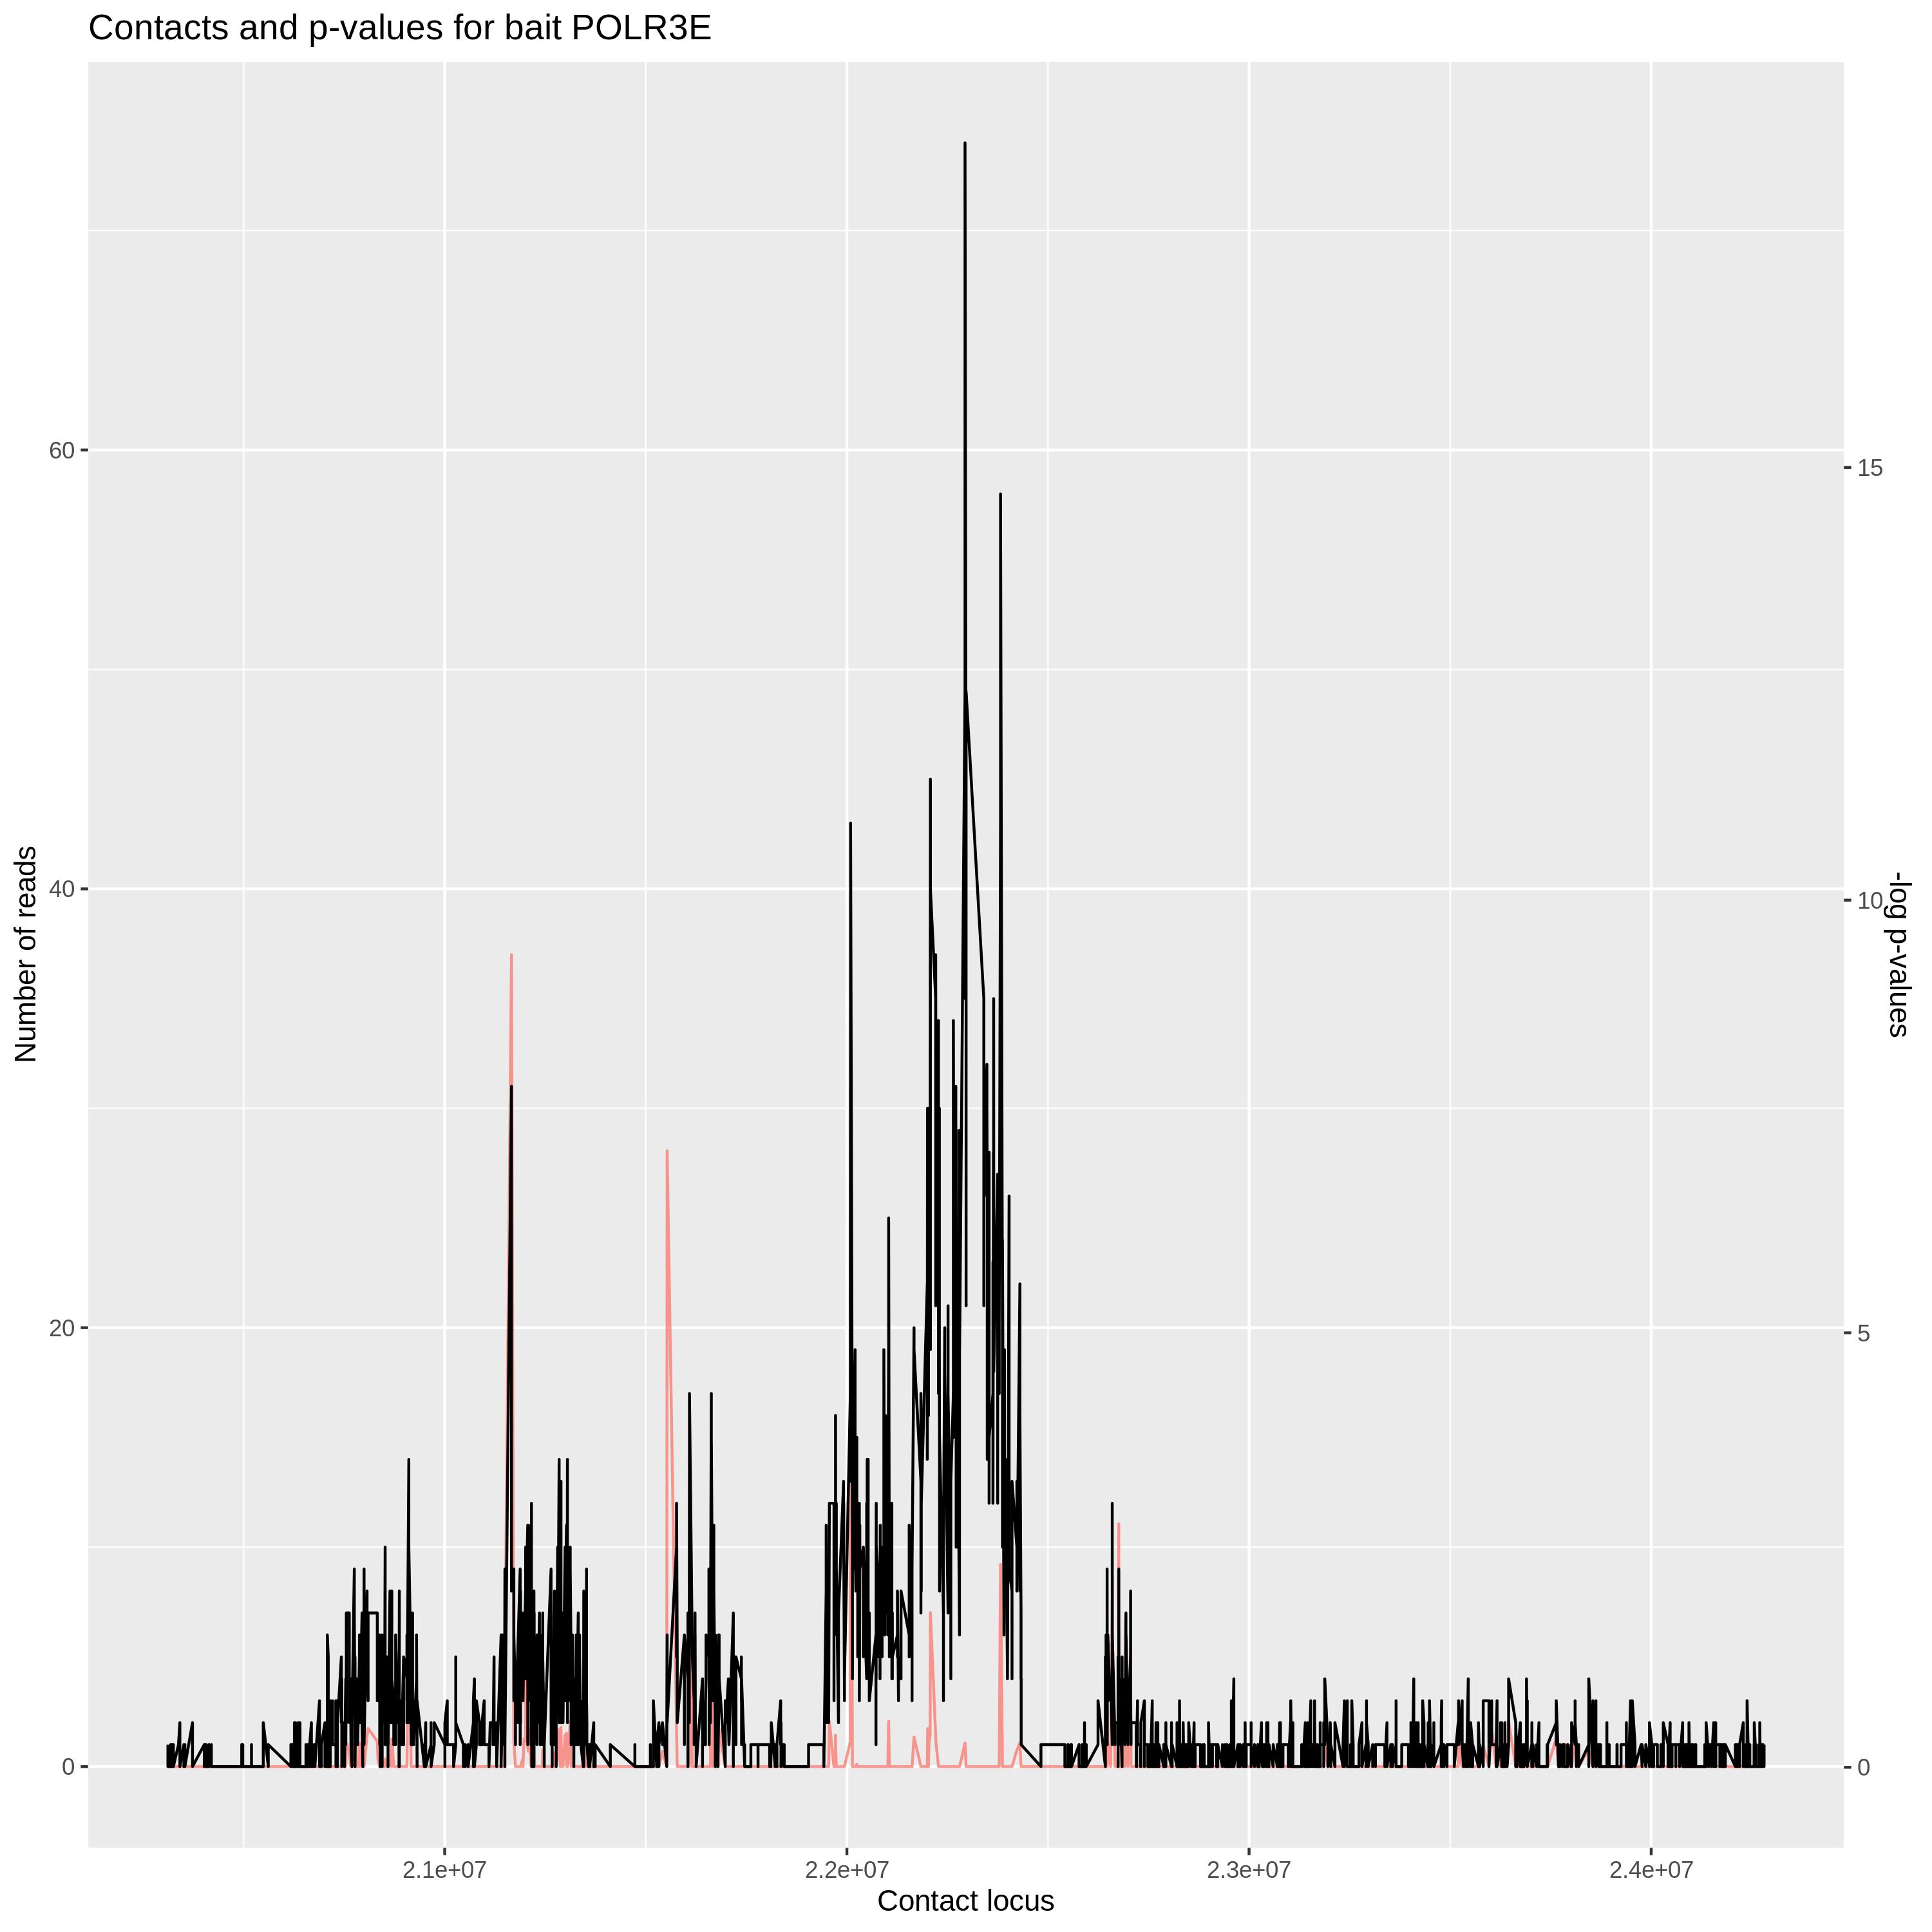 Contacts and p-values for bait POLR3E
Number of reads
60
40
20
0
15
10
5
0
-log p-values
2.1e+07
2.2e+07
2.3e+07
2.4e+07
Contact locus